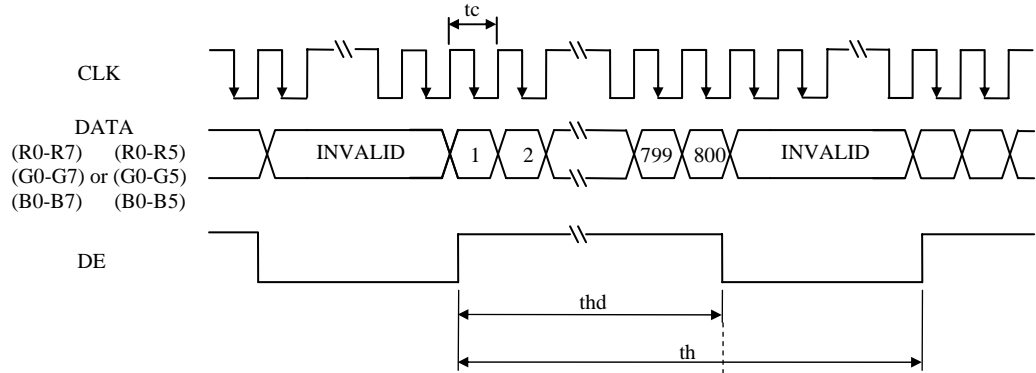 tc
CLK
DATA
(R0-R7) (R0-R5)
(G0-G7) or (G0-G5)
(B0-B7) (B0-B5)
INVALID 1 2 799 800 INVALID
DE
thd
th